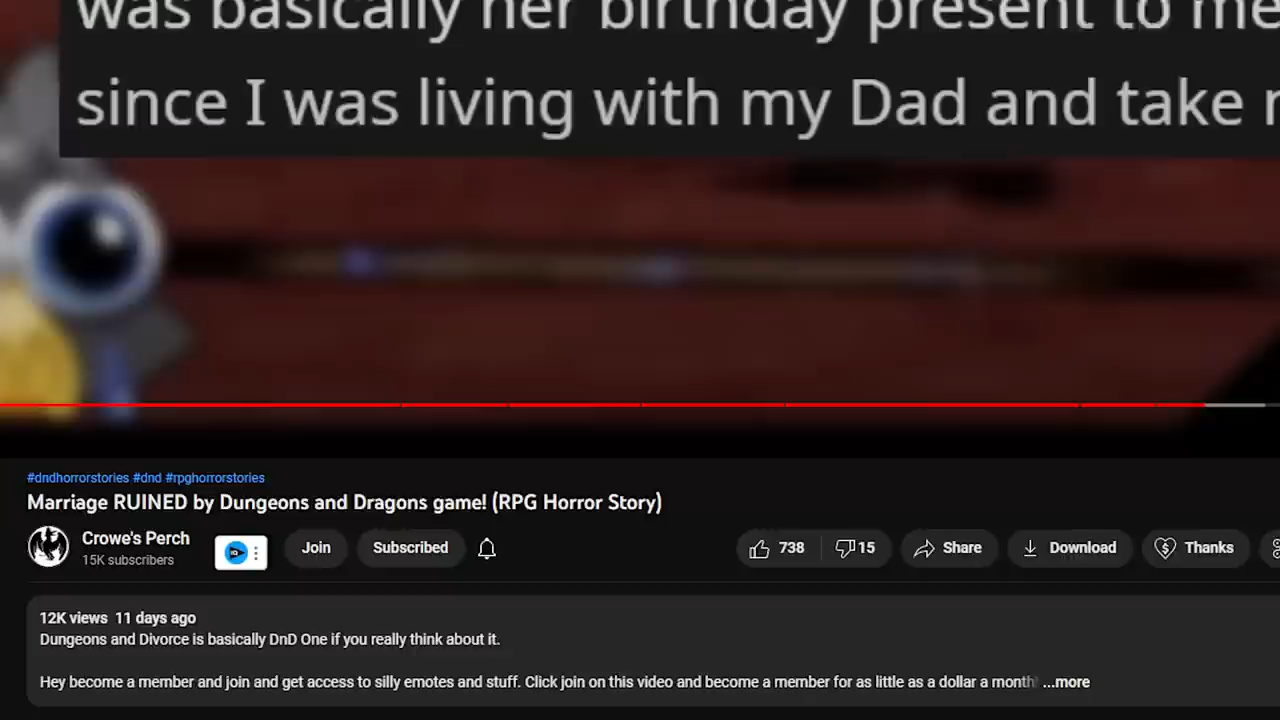 was basically her birthday present to me
since I was living with my Dad and take
#dndhorrorstories #dnd #rpghorrorstories
Marriage RUINED by Dungeons and Dragons game! (RPG Horror Story)
Crowe's Perch
15K subscribers
Join
Subscribed
738
15
Share
Download
Thanks
12K views 11 days ago
Dungeons and Divorce is basically DnD One if you really think about it.
Hey become a member and join and get access to silly emotes and stuff. Click join on this video and become a member for as little as a dollar a month ...more